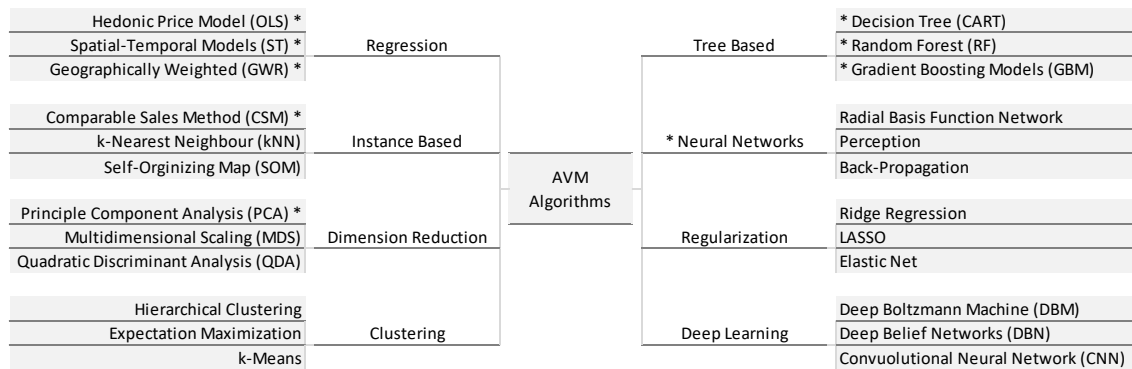 Hedonic Price Model (OLS) *
Spatial-Temporal Models (ST) *
Geographically Weighted (GWR) *
Regression
Comparable Sales Method (CSM) *
k-Nearest Neighbour (kNN)
Self-Orginizing Map (SOM)
Instance Based
Principle Component Analysis (PCA) *
Multidimensional Scaling (MDS)
Quadratic Discriminant Analysis (QDA)
Dimension Reduction
Hierarchical Clustering
Expectation Maximization
k-Means
Clustering
AVM
Algorithms
Tree Based
* Decision Tree (CART)
* Random Forest (RF)
* Gradient Boosting Models (GBM)
* Neural Networks
Radial Basis Function Network
Perception
Back-Propagation
Regularization
Ridge Regression
LASSO
Elastic Net
Deep Learning
Deep Boltzmann Machine (DBM)
Deep Belief Networks (DBN)
Convuolutional Neural Network (CNN)